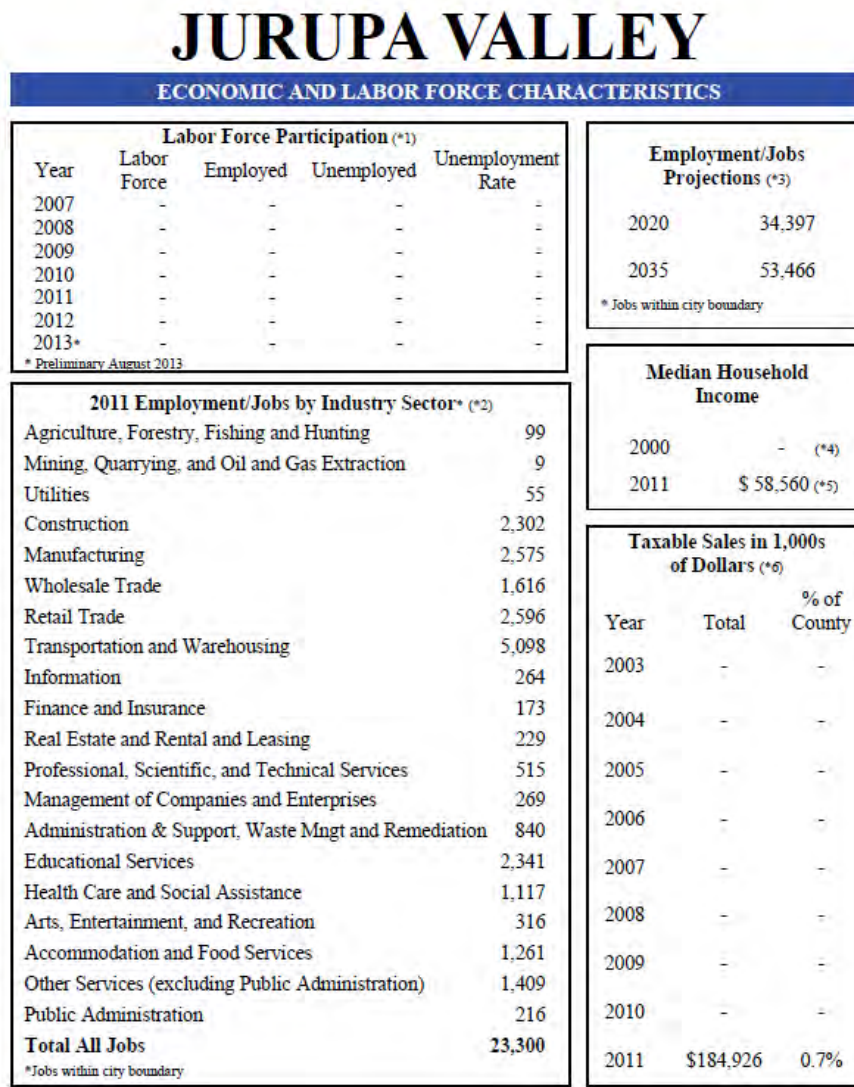 JURUPA VALLEY
ECONOMIC AND LABOR FORCE CHARACTERISTICS
Labor Force Participation (*1)
Year Labor Force Employed Unemployed Unemployment Rate
2007 - - - -
2008 - - - -
2009 - - - -
2010 - - - -
2011 - - - -
2012 - - - -
2013* - - - -
* Preliminary August 2013
2011 Employment/Jobs by Industry Sector* (*2)
Agriculture, Forestry, Fishing and Hunting 99
Mining, Quarrying, and Oil and Gas Extraction 9
Utilities 55
Construction 2,302
Manufacturing 2,575
Wholesale Trade 1,616
Retail Trade 2,596
Transportation and Warehousing 5,098
Information 264
Finance and Insurance 173
Real Estate and Rental and Leasing 229
Professional, Scientific, and Technical Services 515
Management of Companies and Enterprises 269
Administration & Support, Waste Mngt and Remediation 840
Educational Services 2,341
Health Care and Social Assistance 1,117
Arts, Entertainment, and Recreation 316
Accommodation and Food Services 1,261
Other Services (excluding Public Administration) 1,409
Public Administration 216
Total All Jobs 23,300
*Jobs within city boundary
Employment/Jobs
Projections (*3)
2020 34,397
2035 53,466
* Jobs within city boundary
Median Household
Income
2000 - (*4)
2011 $ 58,560 (*5)
Taxable Sales in 1,000s
of Dollars (*6)
Year Total % of County
2003 - -
2004 - -
2005 - -
2006 - -
2007 - -
2008 - -
2009 - -
2010 - -
2011 $184,926 0.7%